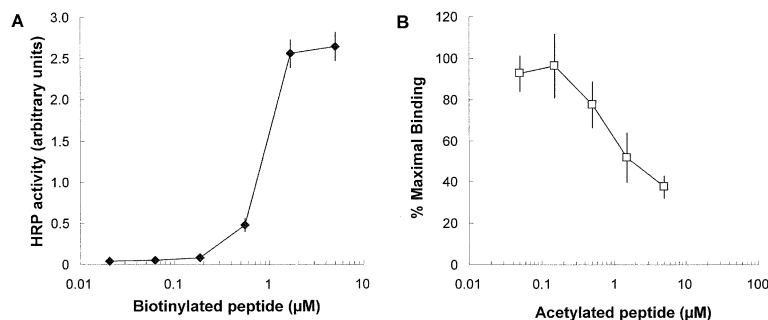 A
HRP activity (arbitrary units)
3.0
2.5
2.0
1.5
1.0
0.5
0
0.01 0.1 1 10
Biotinylated peptide (µM)
B
% Maximal Binding
120
100
80
60
40
20
0
0.01 0.1 1 10 100
Acetylated peptide (µM)